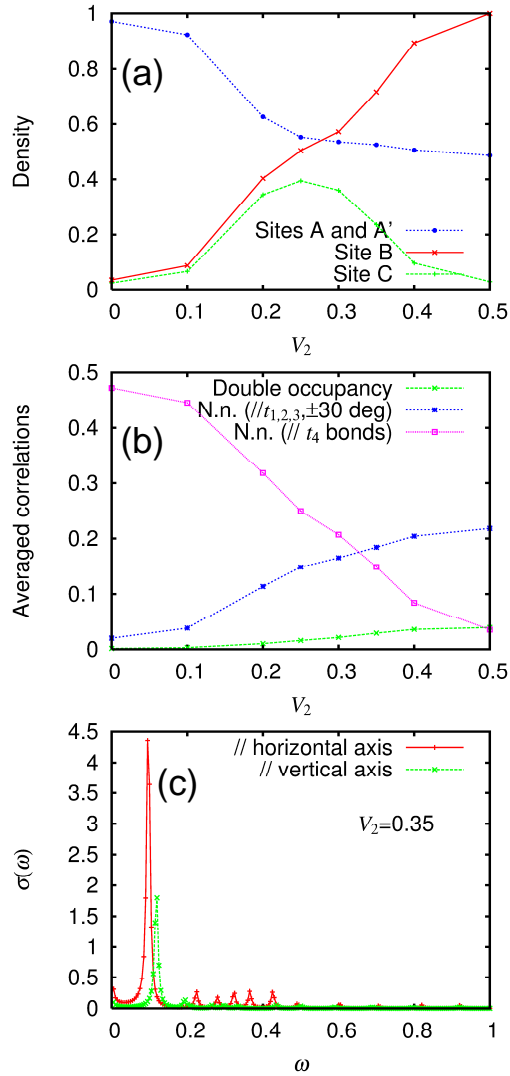 1
0.8
0.6
0.4
0.2
0
Density
(a)
Sites A and A'
Site B
Site C
0 0.1 0.2 0.3 0.4 0.5
V2
0.5
0.4
0.3
0.2
0.1
0
Averaged correlations
(b)
Double occupancy
N.n. (//t1,2,3,±30 deg)
N.n. (// t4 bonds)
0 0.1 0.2 0.3 0.4 0.5
V2
4.5
4
3.5
3
2.5
2
1.5
1
0.5
0
σ(ω)
(c)
// horizontal axis
// vertical axis
V2=0.35
0 0.2 0.4 0.6 0.8 1
ω